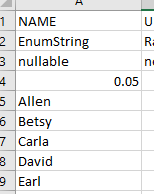 A
1 NAME U
2 EnumString Ra
3 nullable n
4 0.05
5 Allen
6 Betsy
7 Carla
8 David
9 Earl